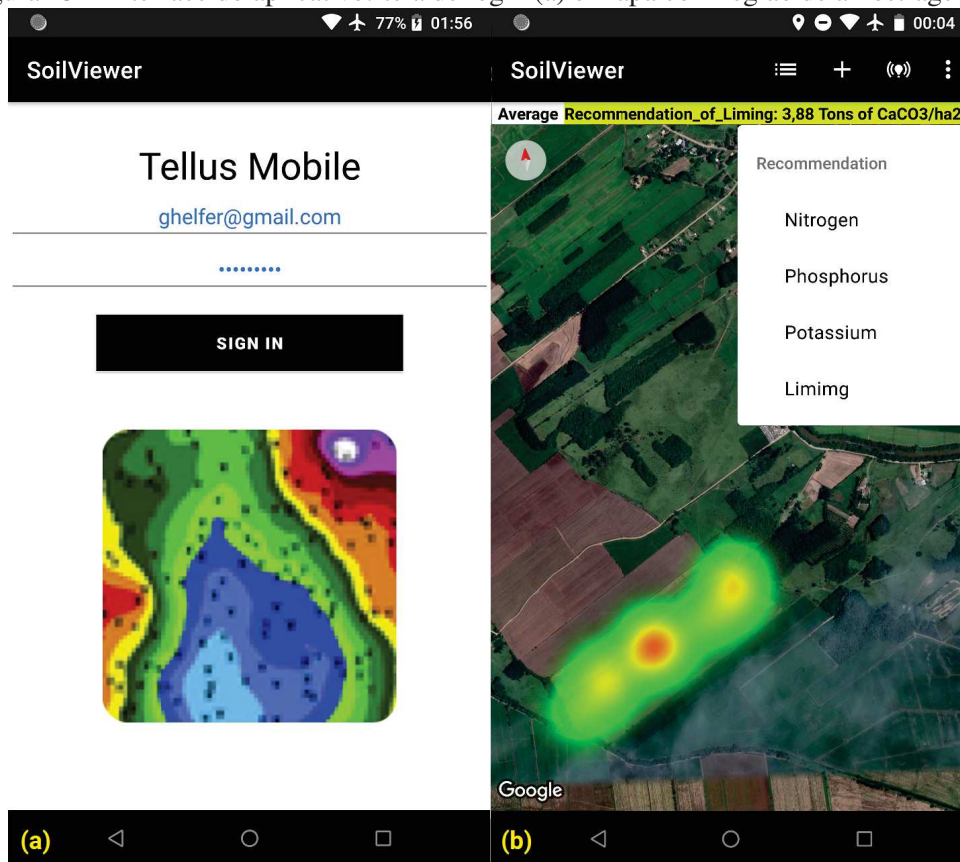 77% 01:56
SoilViewer
Tellus Mobile
ghelfer@gmail.com
•••••••••
SIGN IN
(a)
00:04
SoilViewer
Average Recommendation_of_Liming: 3,88 Tons of CaCO3/ha2
Recommendation
Nitrogen
Phosphorus
Potassium
Limimg
Google
(b)